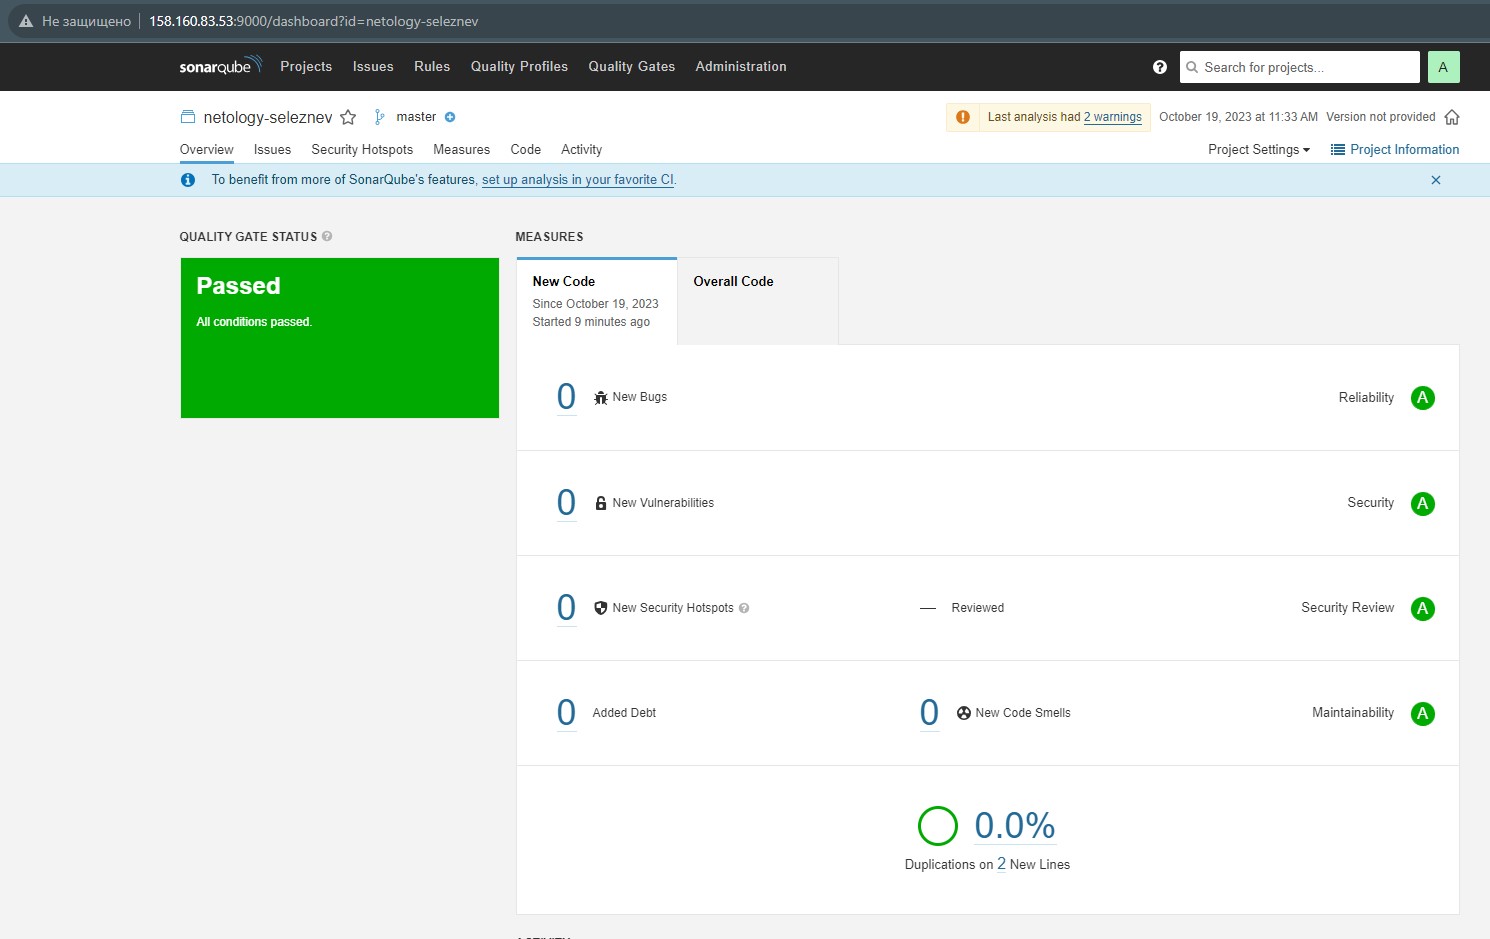 Не защищено 158.160.83.53:9000/dashboard?id=netology-seleznev
sonarqube Projects Issues Rules Quality Profiles Quality Gates Administration ? Search for projects... A
netology-seleznev master Last analysis had 2 warnings October 19, 2023 at 11:33 AM Version not provided
Overview Issues Security Hotspots Measures Code Activity Project Settings Project Information
To benefit from more of SonarQube's features, set up analysis in your favorite CI.
QUALITY GATE STATUS ?
Passed
All conditions passed.
MEASURES
New Code
Since October 19, 2023
Started 9 minutes ago
Overall Code
0 New Bugs Reliability A
0 New Vulnerabilities Security A
0 New Security Hotspots ? — Reviewed Security Review A
0 Added Debt 0 New Code Smells Maintainability A
0.0%
Duplications on 2 New Lines
ACTIVITY